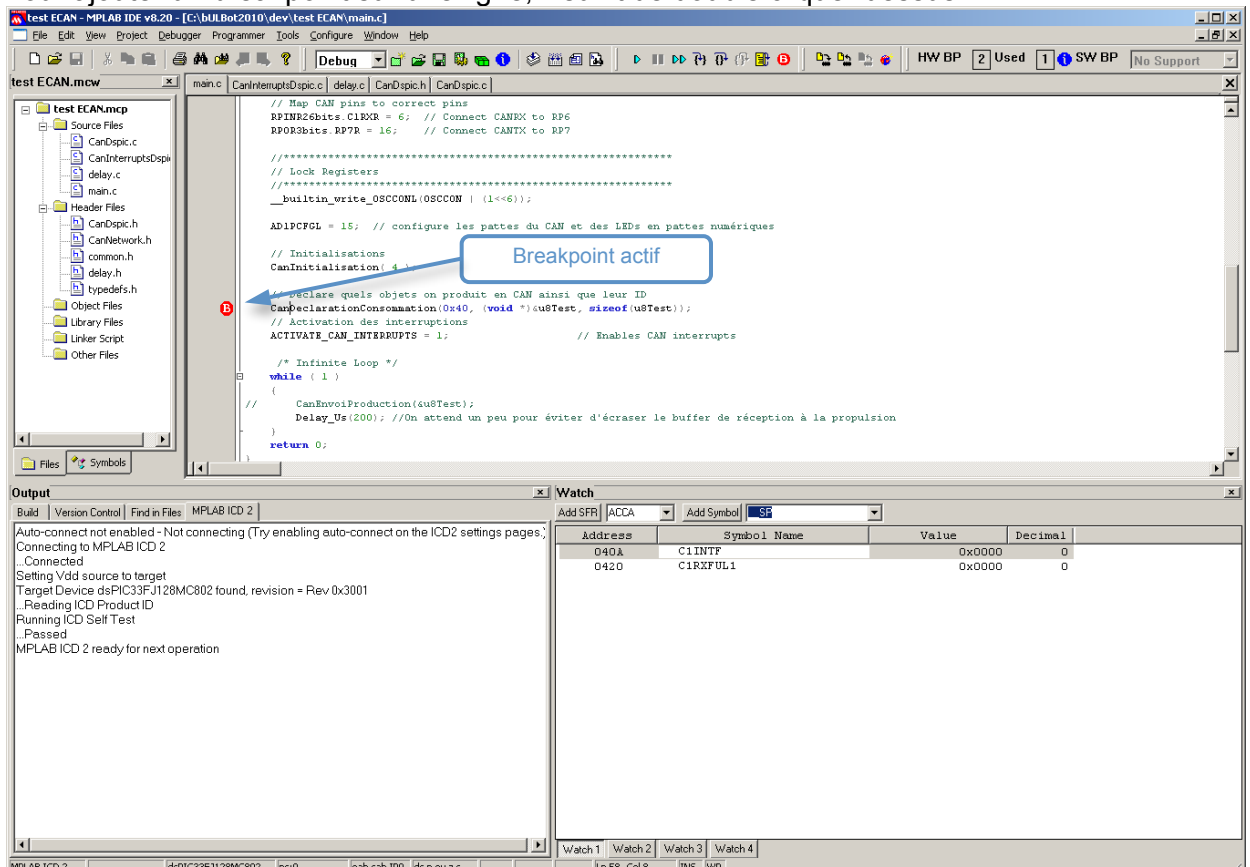 test ECAN - MPLAB IDE v8.20 - [C:\bULBot2010\dev\test ECAN\main.c]
File Edit View Project Debugger Programmer Tools Configure Window Help
Debug
HW BP 2 Used 1 SW BP No Support
test ECAN.mcw
test ECAN.mcp
Source Files
CanDspic.c
CanInterruptsDspi
delay.c
main.c
Header Files
CanDspic.h
CanNetwork.h
common.h
delay.h
typedefs.h
Object Files
Library Files
Linker Script
Other Files
Files Symbols
main.c CanInterruptsDspic.c delay.c CanDspic.h CanDspic.c
// Map CAN pins to correct pins
RPINR26bits.C1RXR = 6; // Connect CANRX to RP6
RPOR3bits.RP7R = 16; // Connect CANTX to RP7
//*************************************************************
// Lock Registers
//*************************************************************
__builtin_write_OSCCONL(OSCCON | (1<<6));
AD1PCFGL = 15; // configure les pattes du CAN et des LEDs en pattes numériques
// Initialisations
CanInitialisation( 4
Breakpoint actif
// Declare quels objets on produit en CAN ainsi que leur ID
CanDeclarationConsommation(0x40, (void *)&u8Test, sizeof(u8Test));
// Activation des interruptions
ACTIVATE_CAN_INTERRUPTS = 1; // Enables CAN interrupts
/* Infinite Loop */
while ( 1 )
{
// CanEnvoiProduction(&u8Test);
Delay_Us(200); //On attend un peu pour éviter d'écraser le buffer de réception à la propulsion
}
return 0;
}
Output
Build Version Control Find in Files MPLAB ICD 2
Auto-connect not enabled - Not connecting (Try enabling auto-connect on the ICD2 settings pages.)
Connecting to MPLAB ICD 2
...Connected
Setting Vdd source to target
Target Device dsPIC33FJ128MC802 found, revision = Rev 0x3001
...Reading ICD Product ID
Running ICD Self Test
...Passed
MPLAB ICD 2 ready for next operation
Watch
Add SFR ACCA Add Symbol _SP
Address Symbol Name Value Decimal
040A C1INTF 0x0000 0
0420 C1RXFUL1 0x0000 0
Watch 1 Watch 2 Watch 3 Watch 4